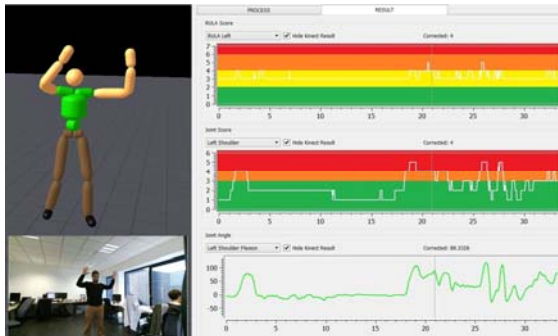 PROCESS RESULT
RULA Score
RULA Left Hide Kinect Result Corrected: 4
7
6
5
4
3
2
1
0
0 5 10 15 20 25 30
Joint Score
Left Shoulder Hide Kinect Result Corrected: 4
6
5
4
3
2
1
0
0 5 10 15 20 25 30
Joint Angle
Left Shoulder Flexion Hide Kinect Result Corrected: 88.3326
100
50
0
-50
0 5 10 15 20 25 30